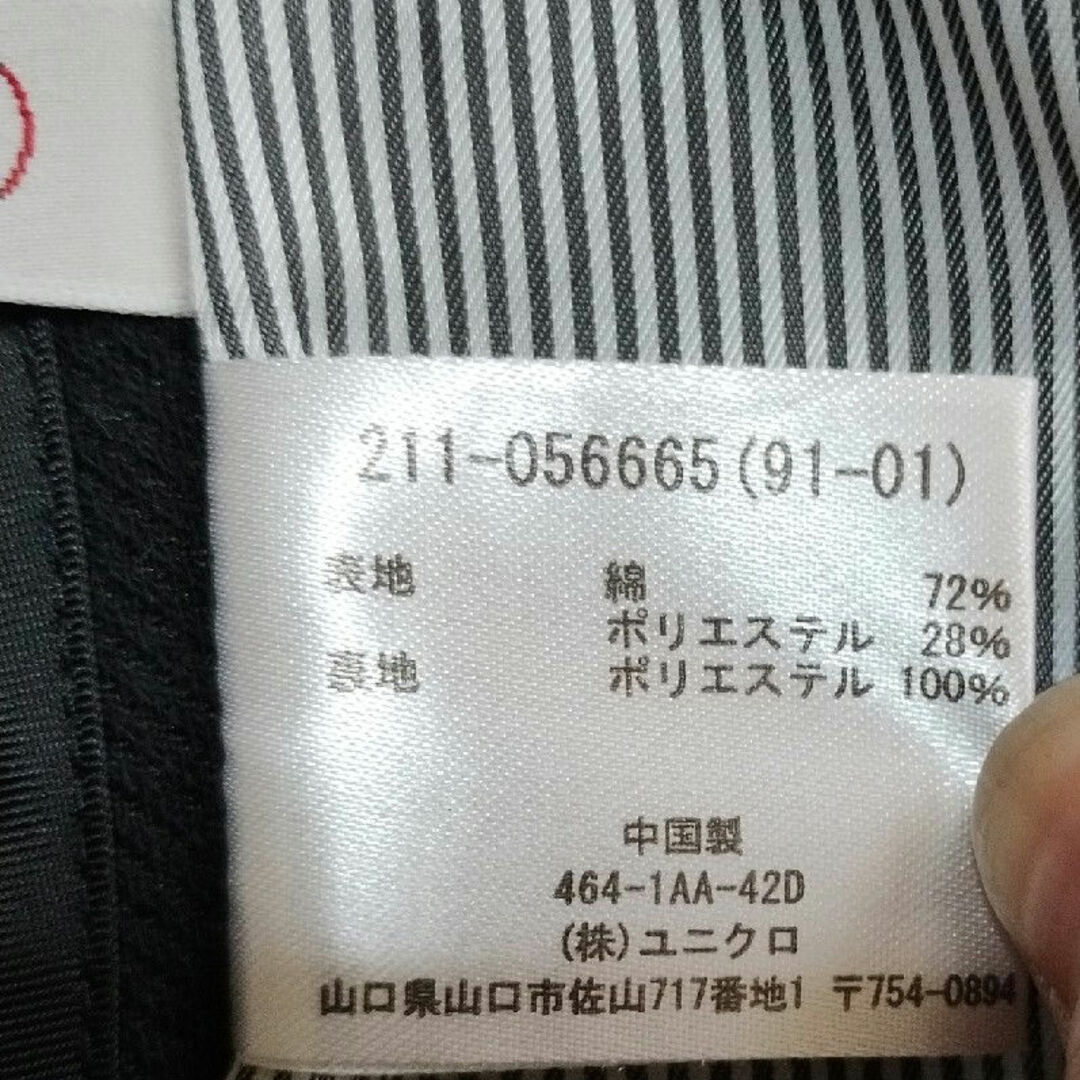 211-056665(91-01)
表地 綿 72%
ポリエステル 28%
裏地 ポリエステル 100%
中国製
464-1AA-42D
(株)ユニクロ
山口県山口市佐山717番地1 〒754-0894